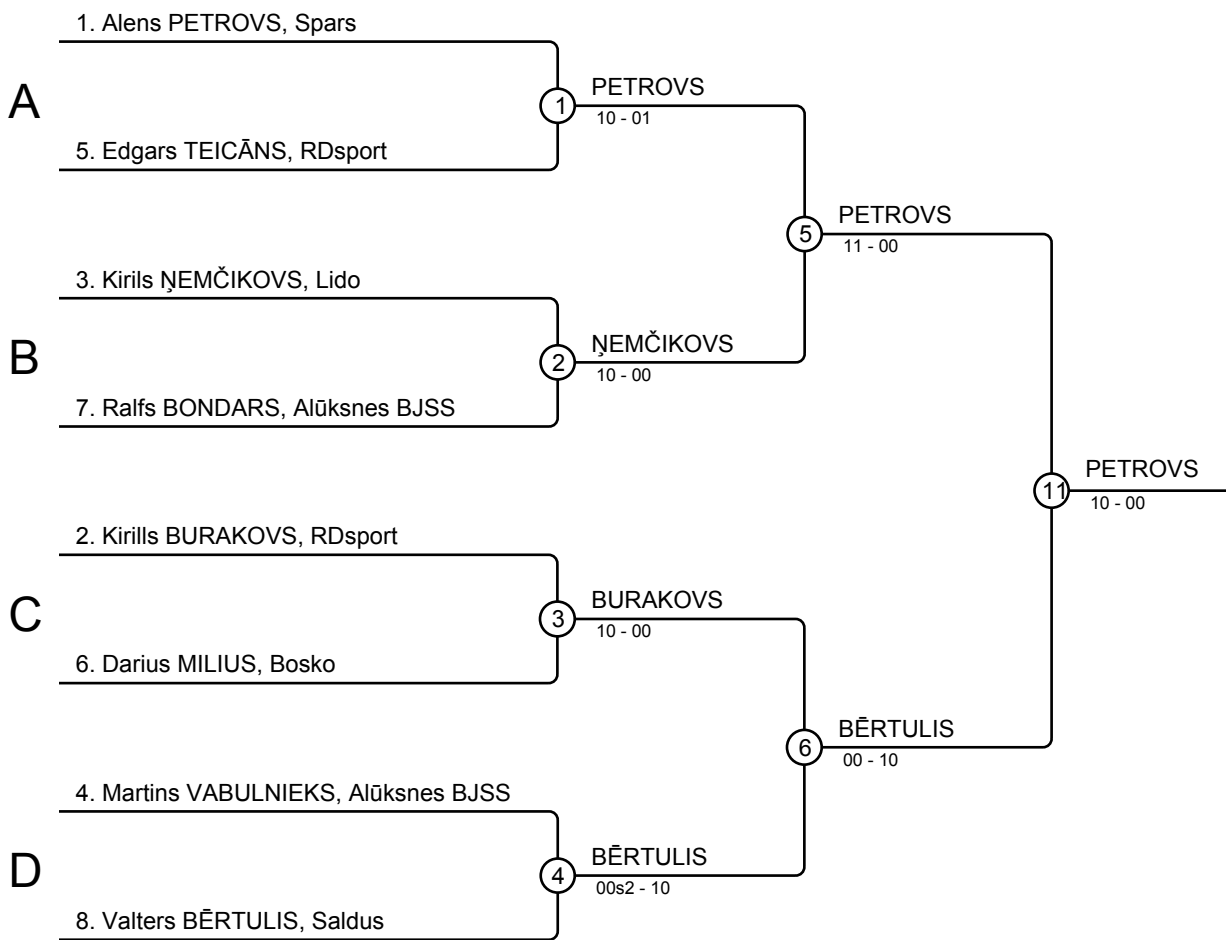 1. Alens PETROVS, Spars
A
1
PETROVS
10 - 01
5. Edgars TEICĀNS, RDsport
5
PETROVS
11 - 00
3. Kirils ŅEMČIKOVS, Lido
B
2
ŅEMČIKOVS
10 - 00
7. Ralfs BONDARS, Alūksnes BJSS
11
PETROVS
10 - 00
2. Kirills BURAKOVS, RDsport
C
3
BURAKOVS
10 - 00
6. Darius MILIUS, Bosko
6
BĒRTULIS
00 - 10
4. Martins VABULNIEKS, Alūksnes BJSS
D
4
BĒRTULIS
00s2 - 10
8. Valters BĒRTULIS, Saldus